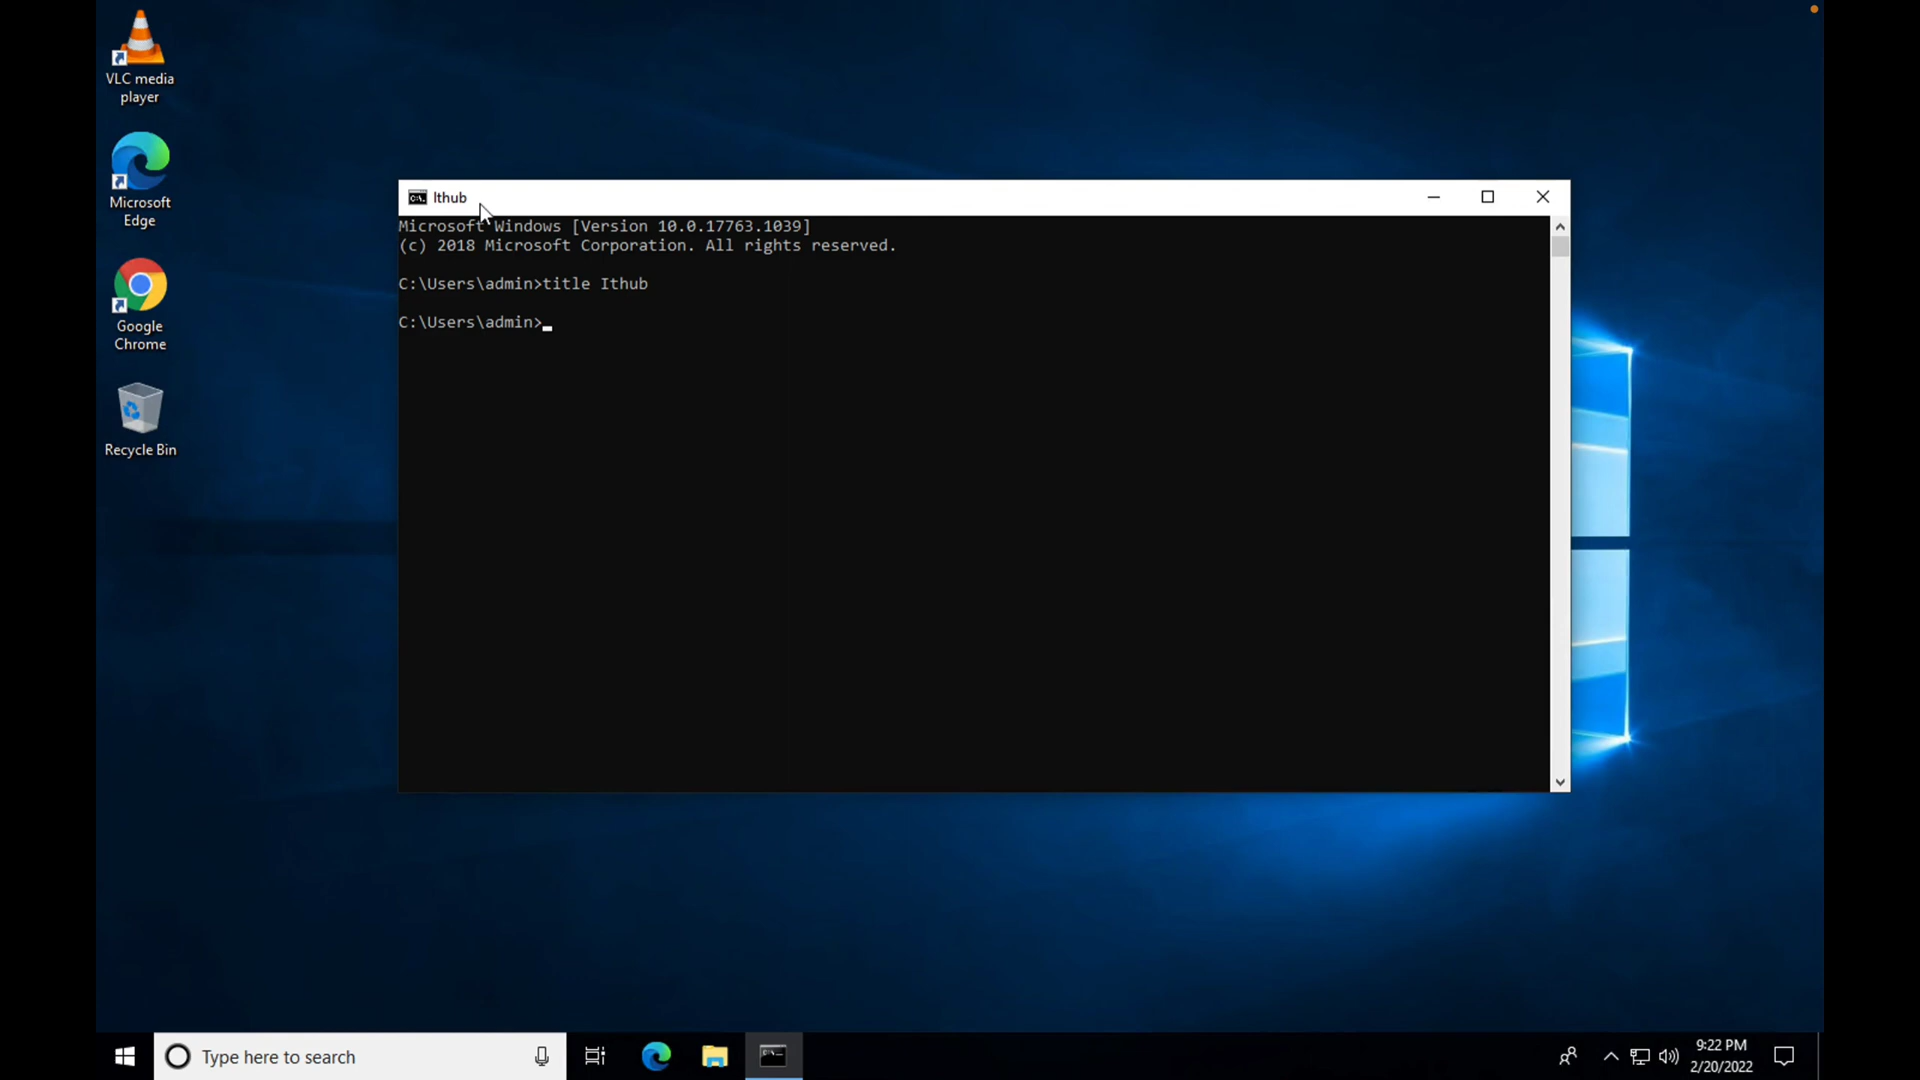 VLC media
player
Microsoft
Edge
Google
Chrome
Recycle Bin
Ithub
Microsoft Windows [Version 10.0.17763.1039]
(c) 2018 Microsoft Corporation. All rights reserved.
C:\Users\admin>title Ithub
C:\Users\admin>
Type here to search
9:22 PM
2/20/2022